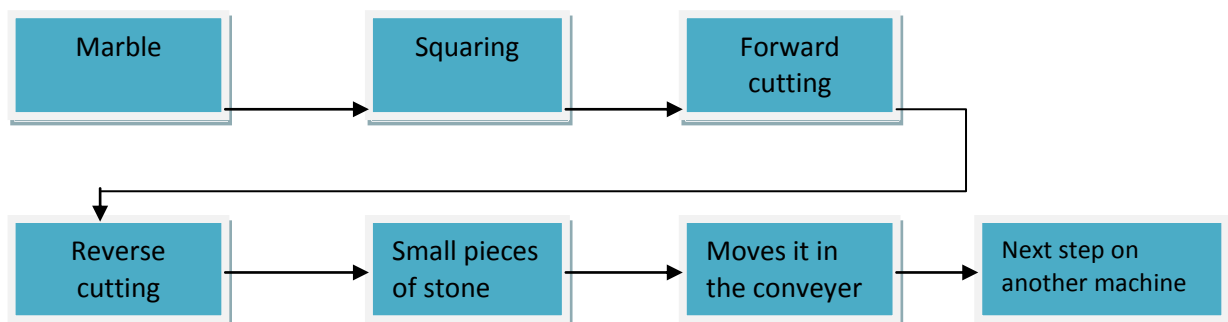 Marble
Squaring
Forward
cutting
Reverse
cutting
Small pieces
of stone
Moves it in
the conveyer
Next step on
another machine